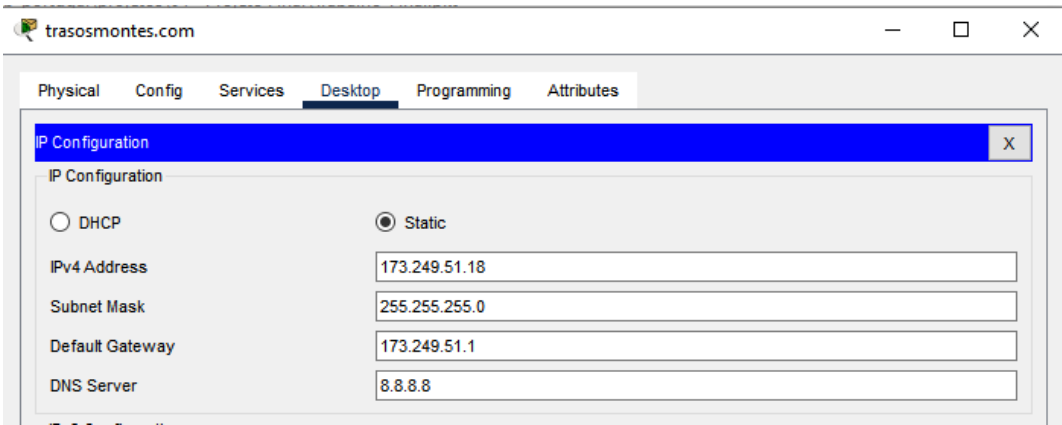 trasosmontes.com
Physical Config Services Desktop Programming Attributes
IP Configuration X
IP Configuration
DHCP Static
IPv4 Address 173.249.51.18
Subnet Mask 255.255.255.0
Default Gateway 173.249.51.1
DNS Server 8.8.8.8